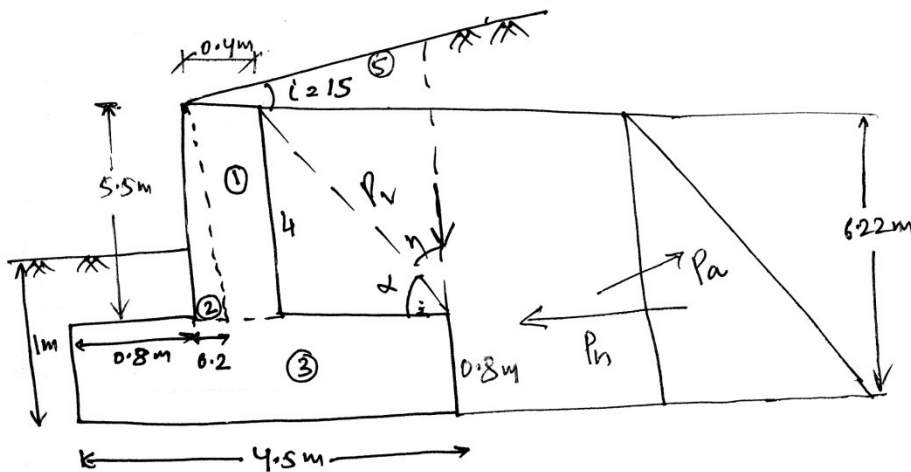 0.4m
⑤
i = 15
5.5m
①
4
Pv
η
6.22m
α
i
Pa
Ph
②
1m
0.8m
0.2
③
0.8m
4.5m